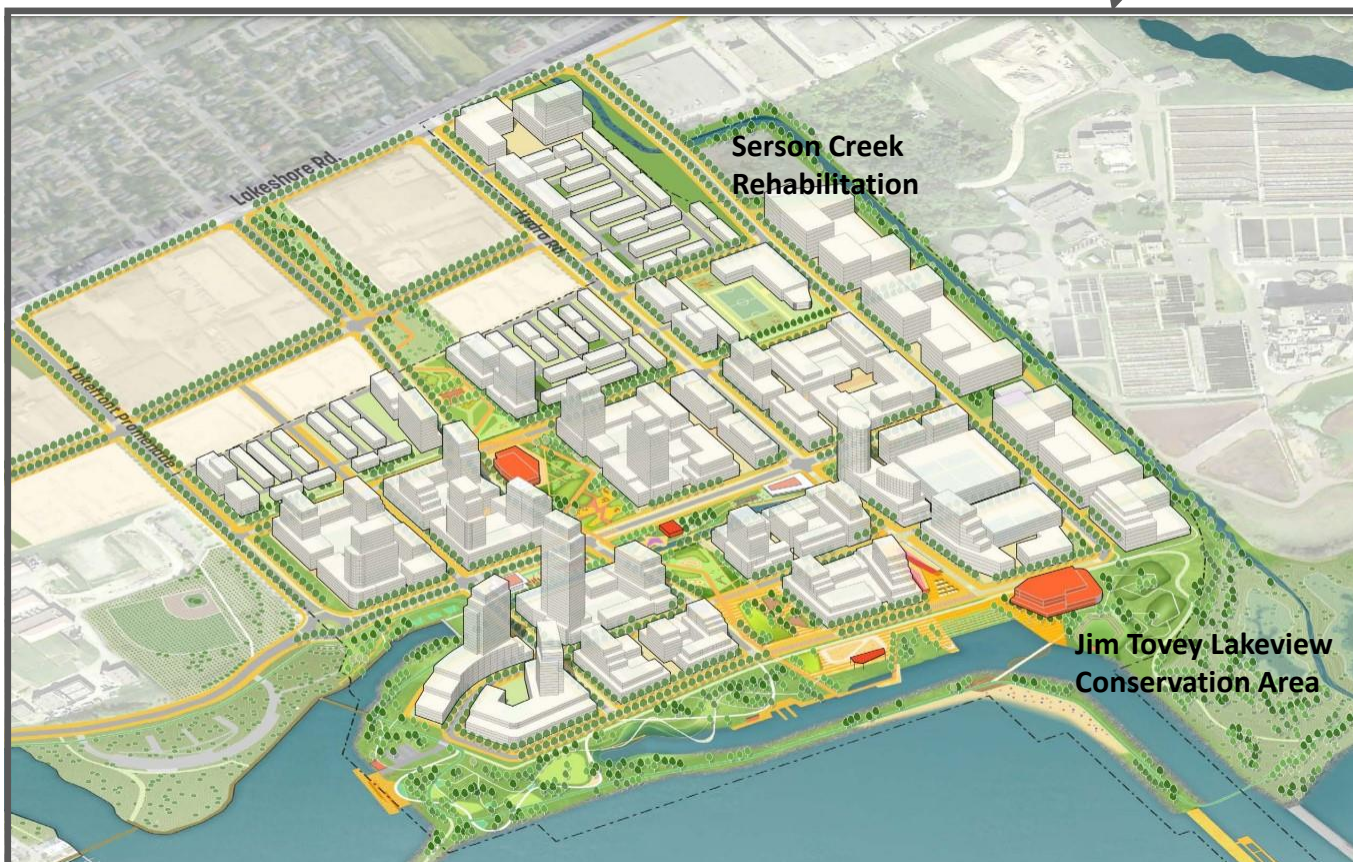 Lakeshore Rd.
Serson Creek
Rehabilitation
Hydro Rd.
Lakefront Promenade
Jim Tovey Lakeview
Conservation Area